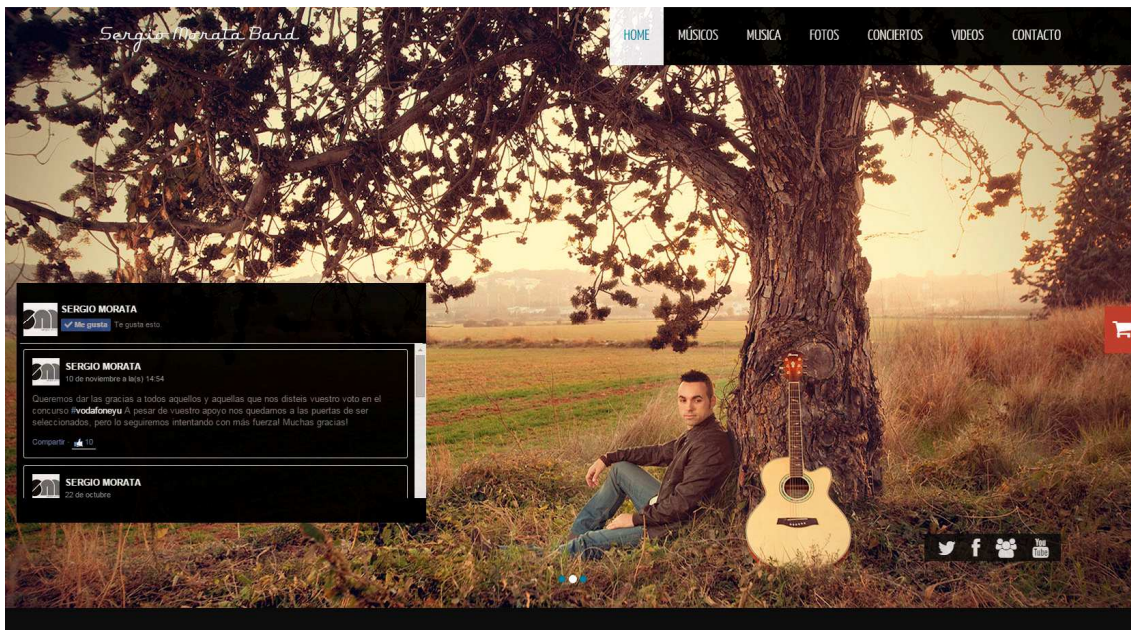 Sergio Morata Band
HOME MÚSICOS MUSICA FOTOS CONCIERTOS VIDEOS CONTACTO
SERGIO MORATA
Me gusta Te gusta esto.
SERGIO MORATA
10 de noviembre a la(s) 14:54
Queremos dar las gracias a todos aquellos y aquellas que nos disteis vuestro voto en el
concurso #vodafoneyu A pesar de vuestro apoyo nos quedamos a las puertas de ser
seleccionados, pero lo seguiremos intentando con más fuerza! Muchas gracias!
Compartir · 10
SERGIO MORATA
22 de octubre
You
Tube